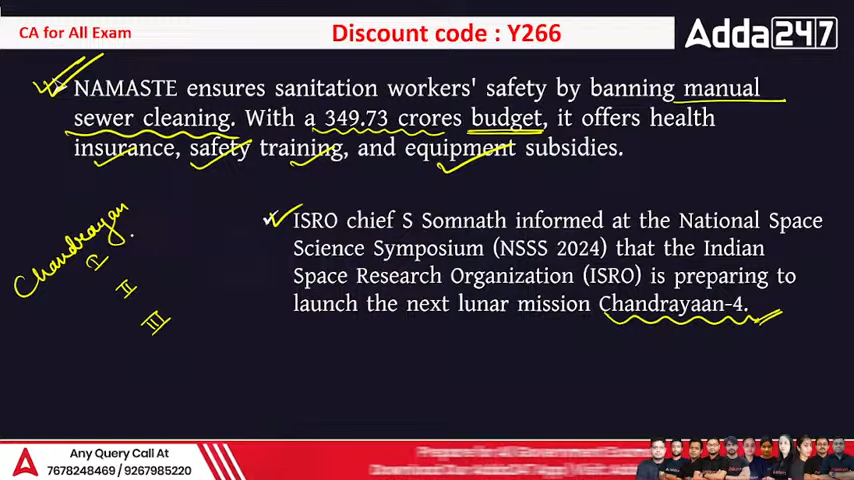 CA for All Exam
Discount code : Y266
Adda247
NAMASTE ensures sanitation workers' safety by banning manual
sewer cleaning. With a 349.73 crores budget, it offers health
insurance, safety training, and equipment subsidies.
Chandrayan
I
II
III
ISRO chief S Somnath informed at the National Space
Science Symposium (NSSS 2024) that the Indian
Space Research Organization (ISRO) is preparing to
launch the next lunar mission Chandrayaan-4.
Any Query Call At
7678248469 / 9267985220